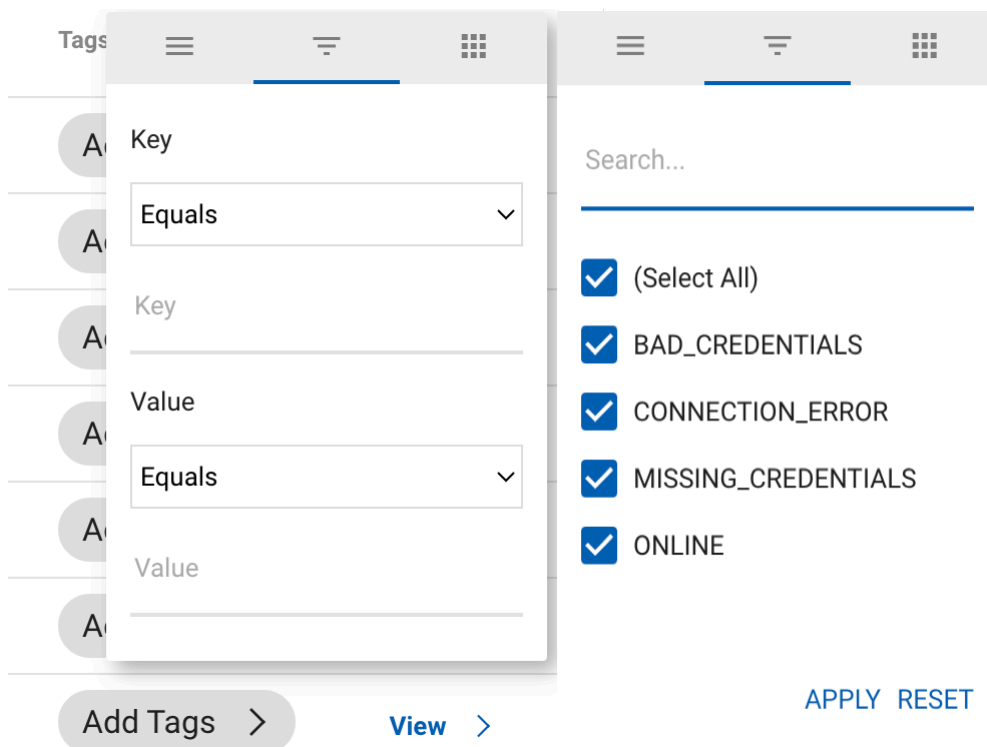 Tags
Key
Equals
Key
Value
Equals
Value
Add Tags
View
Search...
(Select All)
BAD_CREDENTIALS
CONNECTION_ERROR
MISSING_CREDENTIALS
ONLINE
APPLY RESET